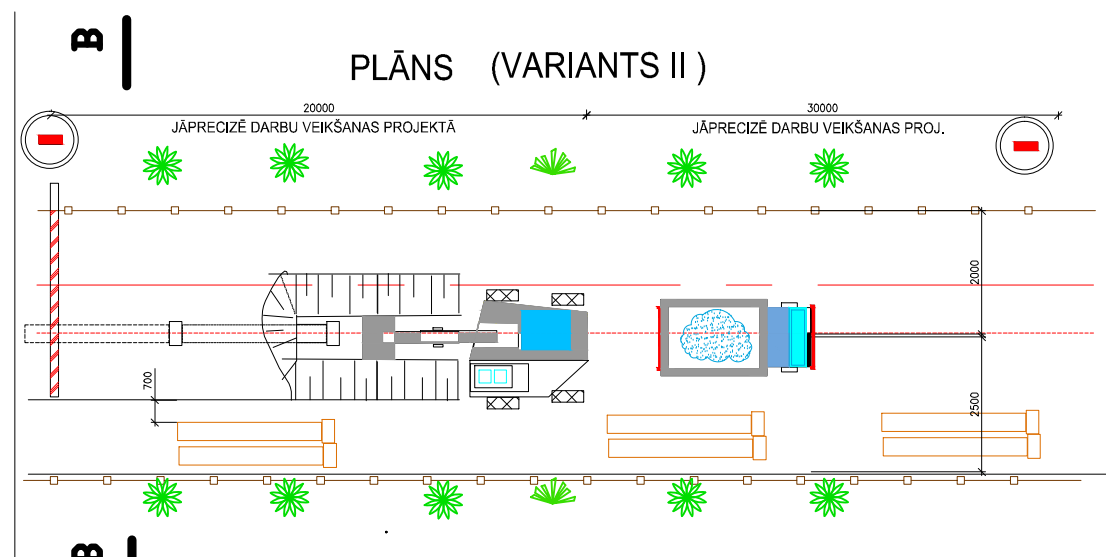 B
PLĀNS (VARIANTS II )
20000
30000
JĀPRECIZĒ DARBU VEIKŠANAS PROJEKTĀ
JĀPRECIZĒ DARBU VEIKŠANAS PROJ.
2000
700
2500
B